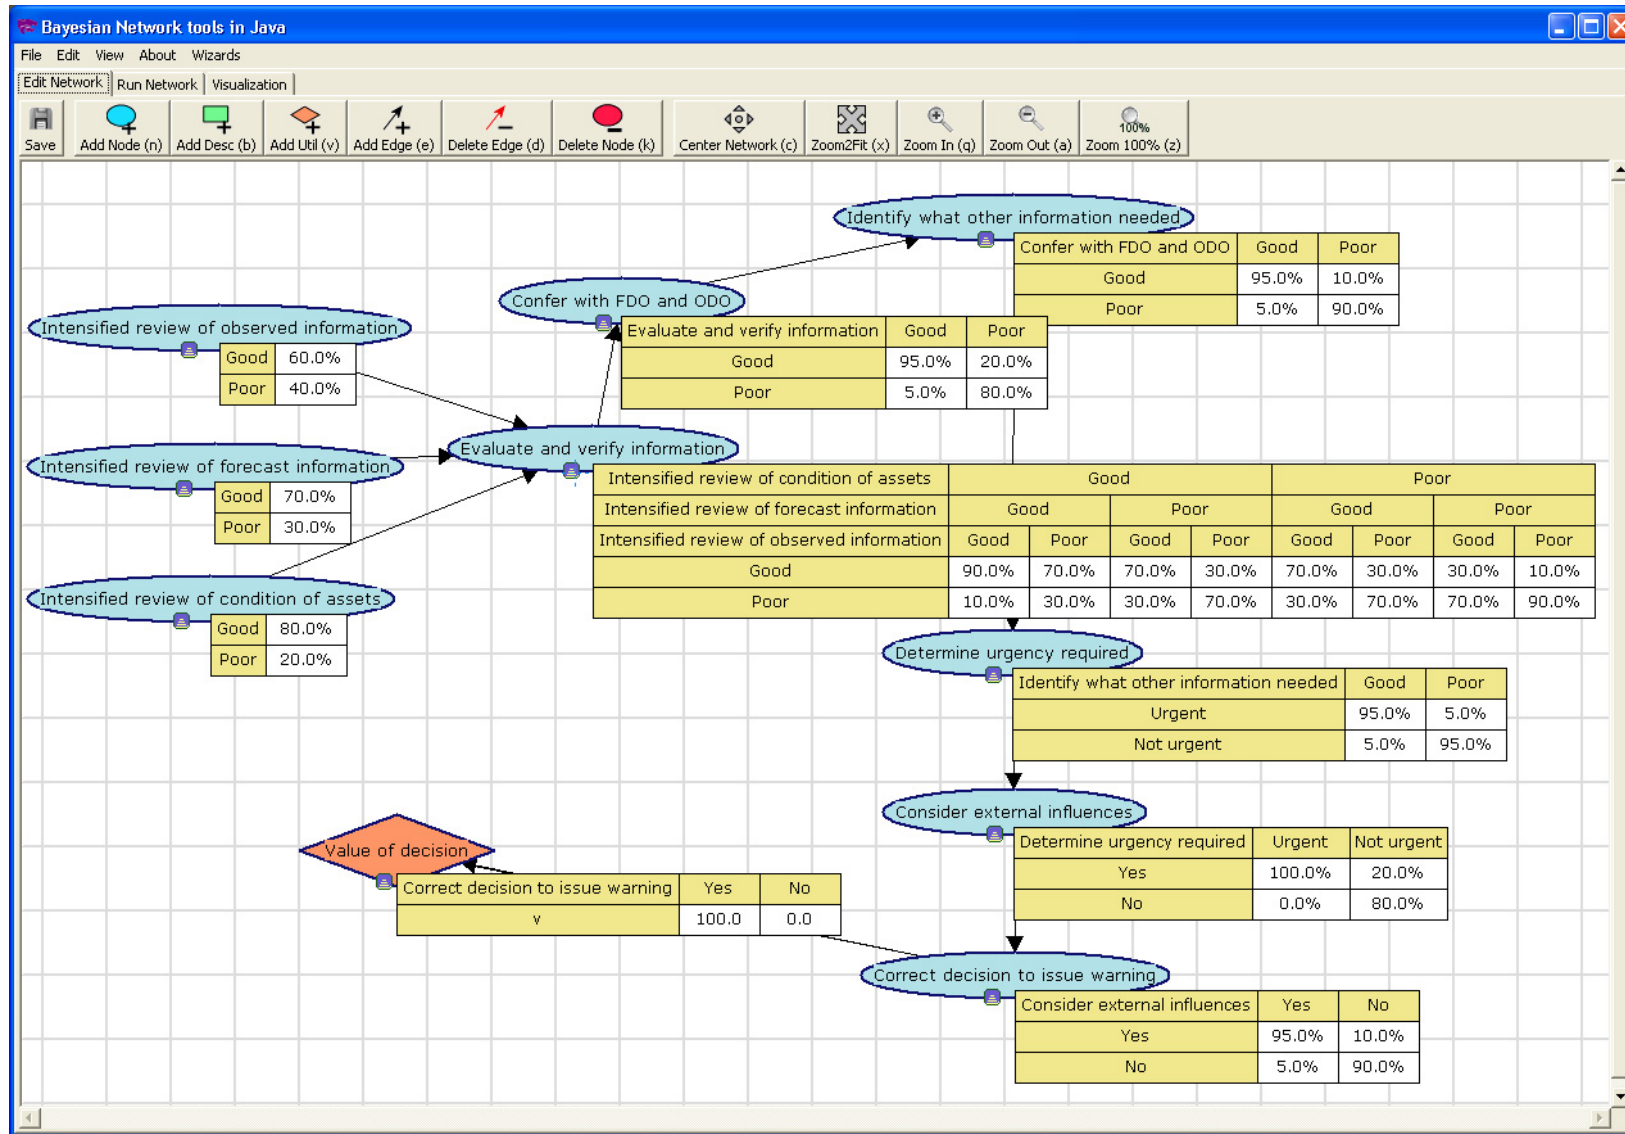 Bayesian Network tools in Java
File Edit View About Wizards
Edit Network Run Network Visualization
Save Add Node (n) Add Desc (b) Add Util (v) Add Edge (e) Delete Edge (d) Delete Node (k) Center Network (c) Zoom2Fit (x) Zoom In (q) Zoom Out (a) 100% Zoom 100% (z)
Identify what other information needed
Confer with FDO and ODO Good Poor
Good 95.0% 10.0%
Poor 5.0% 90.0%
Confer with FDO and ODO
Evaluate and verify information Good Poor
Good 95.0% 20.0%
Poor 5.0% 80.0%
Intensified review of observed information
Good 60.0%
Poor 40.0%
Intensified review of forecast information
Good 70.0%
Poor 30.0%
Intensified review of condition of assets
Good 80.0%
Poor 20.0%
Evaluate and verify information
Intensified review of condition of assets Good Poor
Intensified review of forecast information Good Poor Good Poor
Intensified review of observed information Good Poor Good Poor Good Poor Good Poor
Good 90.0% 70.0% 70.0% 30.0% 70.0% 30.0% 30.0% 10.0%
Poor 10.0% 30.0% 30.0% 70.0% 30.0% 70.0% 70.0% 90.0%
Determine urgency required
Identify what other information needed Good Poor
Urgent 95.0% 5.0%
Not urgent 5.0% 95.0%
Consider external influences
Determine urgency required Urgent Not urgent
Yes 100.0% 20.0%
No 0.0% 80.0%
Value of decision
Correct decision to issue warning Yes No
v 100.0 0.0
Correct decision to issue warning
Consider external influences Yes No
Yes 95.0% 10.0%
No 5.0% 90.0%